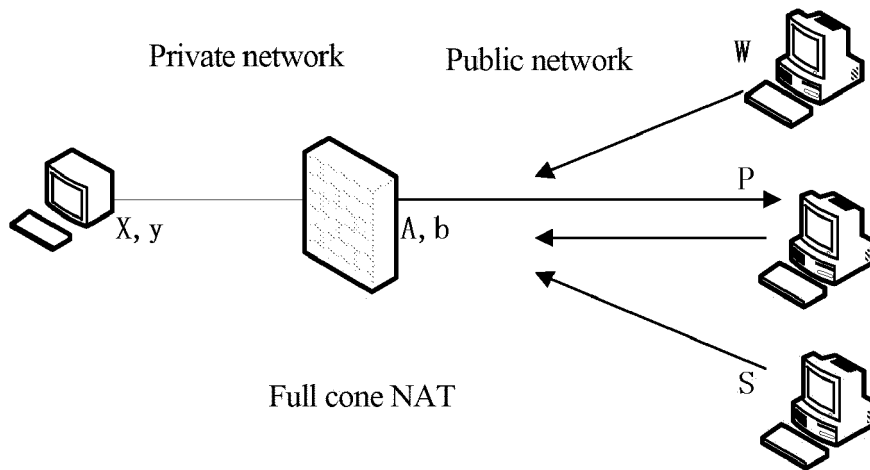 Private network
Public network
W
P
X, y
A, b
S
Full cone NAT